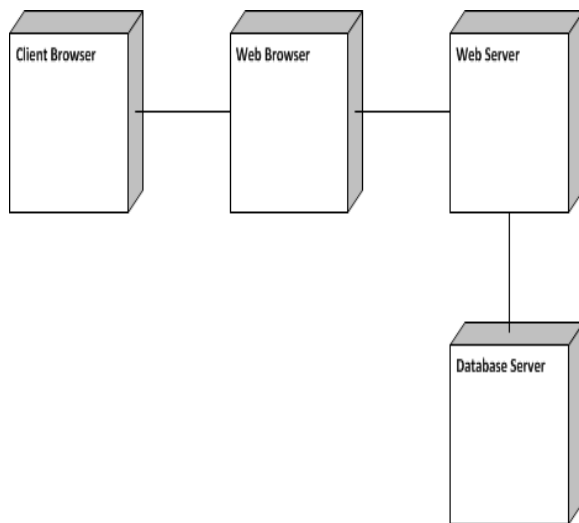 Client Browser
Web Browser
Web Server
Database Server